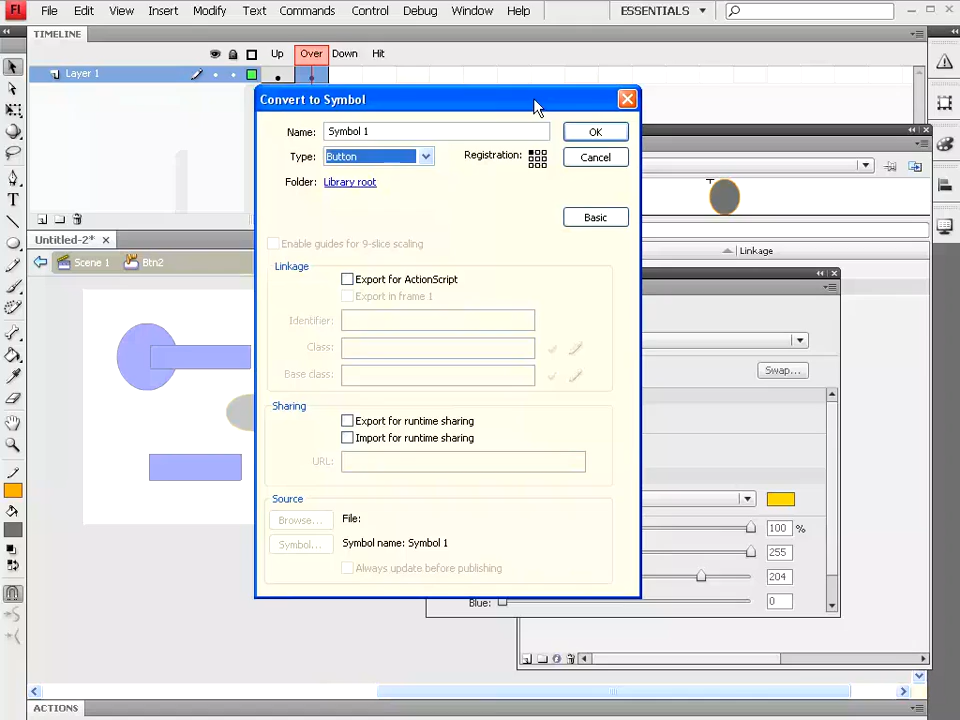 Fl File Edit View Insert Modify Text Commands Control Debug Window Help ESSENTIALS
TIMELINE
Up Over Down Hit
Layer 1
Convert to Symbol
Name: Symbol 1 OK
Type: Button Registration: Cancel
Folder: Library root
Basic
Untitled-2*
Enable guides for 9-slice scaling
Scene 1 Btn2
Linkage
Linkage
Export for ActionScript
Export in frame 1
Identifier:
Class:
Base class:
Swap...
Sharing
Export for runtime sharing
Import for runtime sharing
URL:
Source
Browse... File:
Symbol... Symbol name: Symbol 1
Always update before publishing
100 %
255
204
Blue: 0
ACTIONS